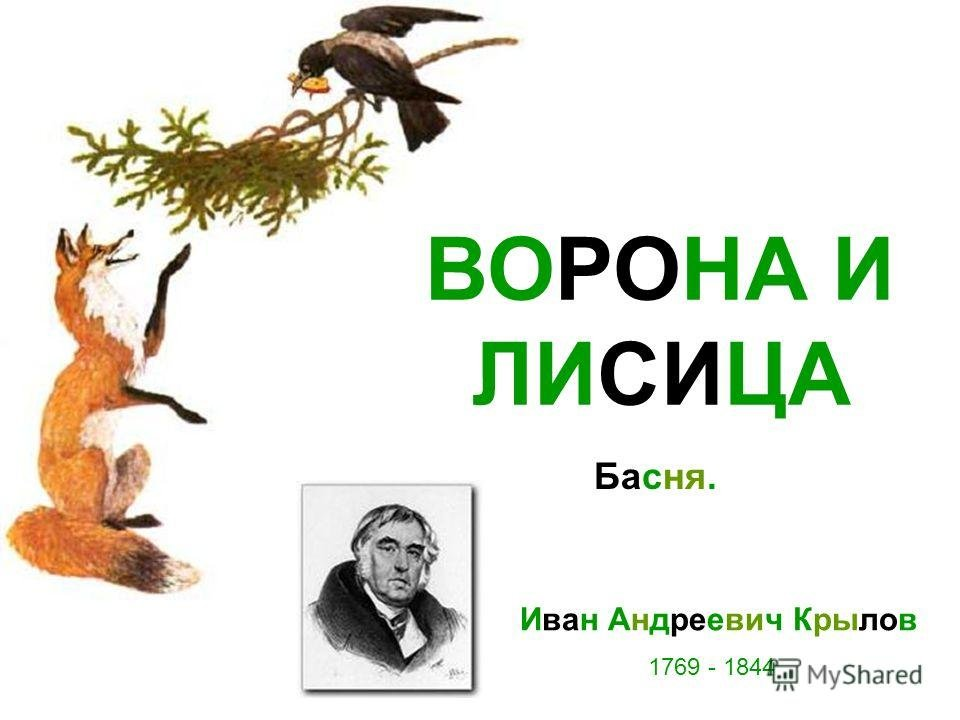 ВОРОНА И
ЛИСИЦА
Басня.
Иван Андреевич Крылов
1769 - 1844
MyShared